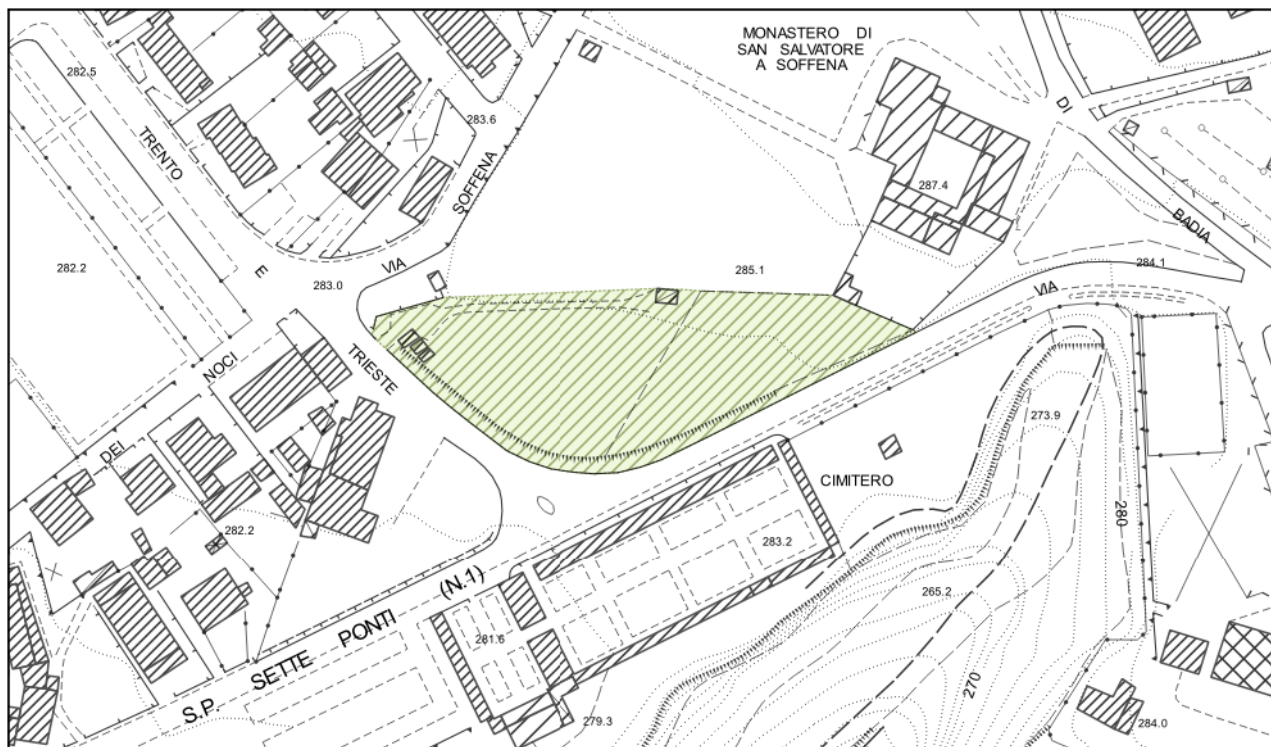 MONASTERO DI
SAN SALVATORE
A SOFFENA
282.5
TRENTO
E
TRIESTE
283.6
VIA
SOFFENA
287.4
DI
BADIA
282.2
283.0
285.1
VIA
284.1
NOCI
DEI
273.9
CIMITERO
280
282.2
283.2
265.2
S.P. SETTE PONTI (N.1)
281.6
270
279.3
284.0